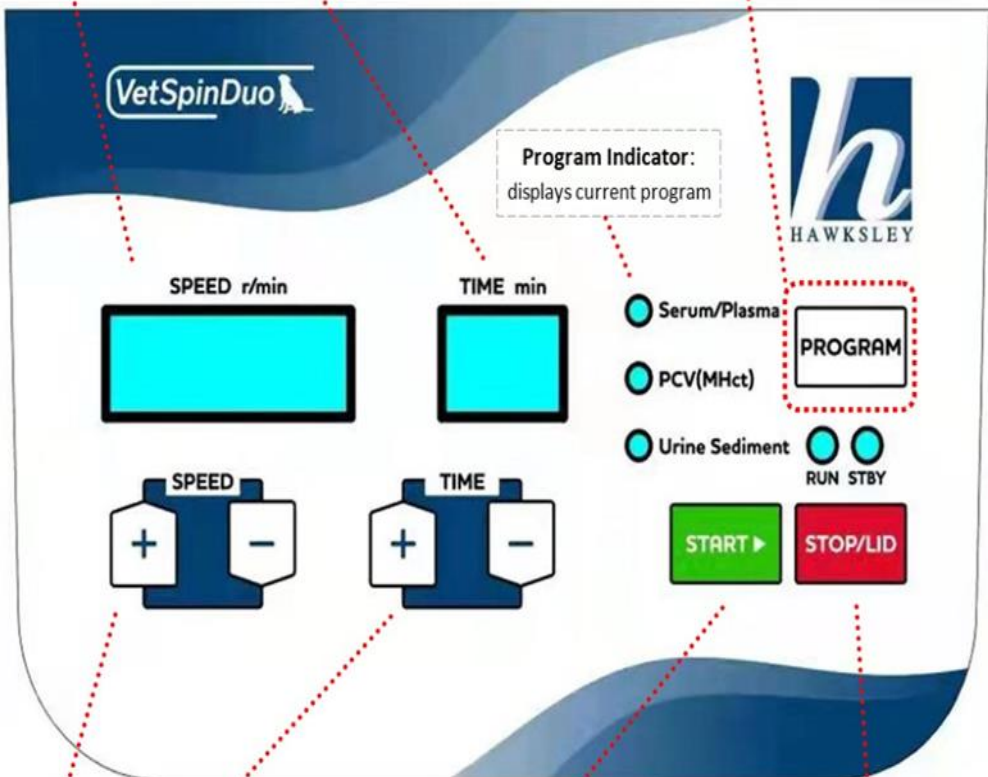 VetSpinDuo
Program Indicator:
displays current program
h
HAWKSLEY
SPEED r/min
TIME min
Serum/Plasma
PROGRAM
PCV(MHct)
Urine Sediment
RUN STBY
SPEED
TIME
+ −
+ −
START ▶
STOP/LID